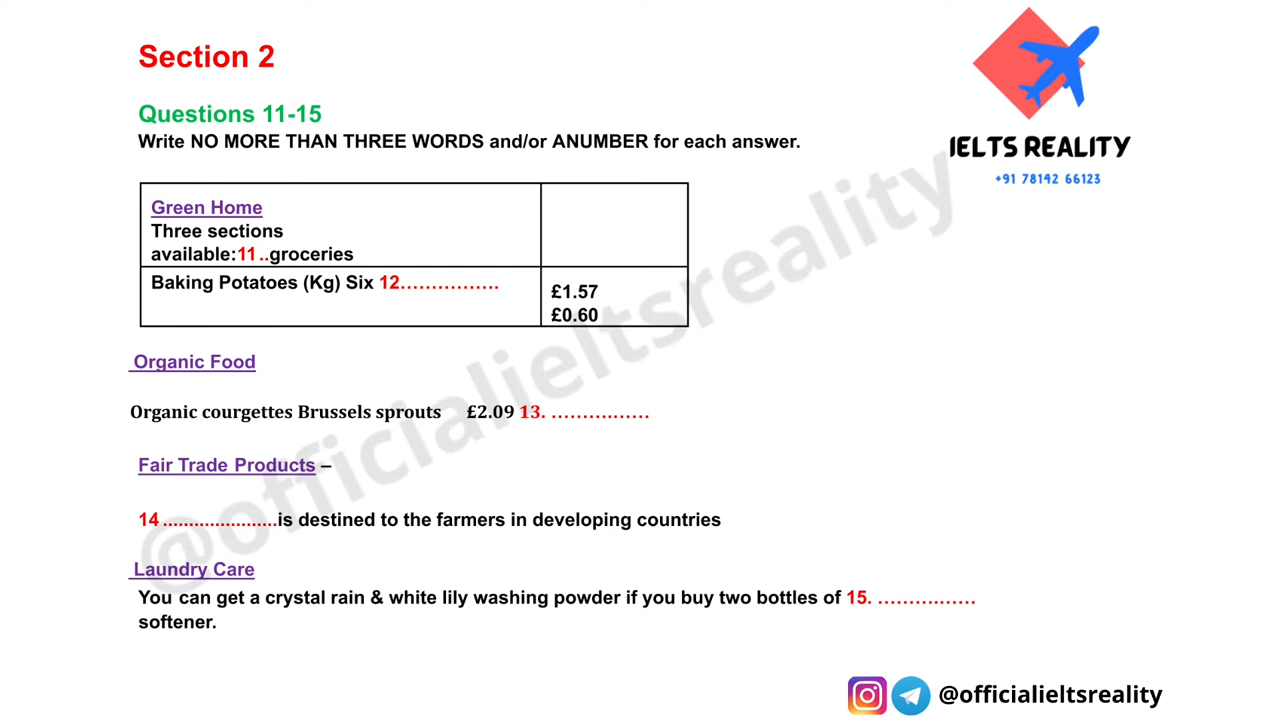 Section 2
IELTS REALITY
+91 78142 66123
Questions 11-15
Write NO MORE THAN THREE WORDS and/or ANUMBER for each answer.
Green Home
Three sections
available:11 ..groceries
Baking Potatoes (Kg) Six 12................
£1.57
£0.60
Organic Food
Organic courgettes Brussels sprouts £2.09 13. ................
Fair Trade Products –
14 ......................is destined to the farmers in developing countries
Laundry Care
You can get a crystal rain & white lily washing powder if you buy two bottles of 15. ................
softener.
@officialieltsreality
@officialieltsreality